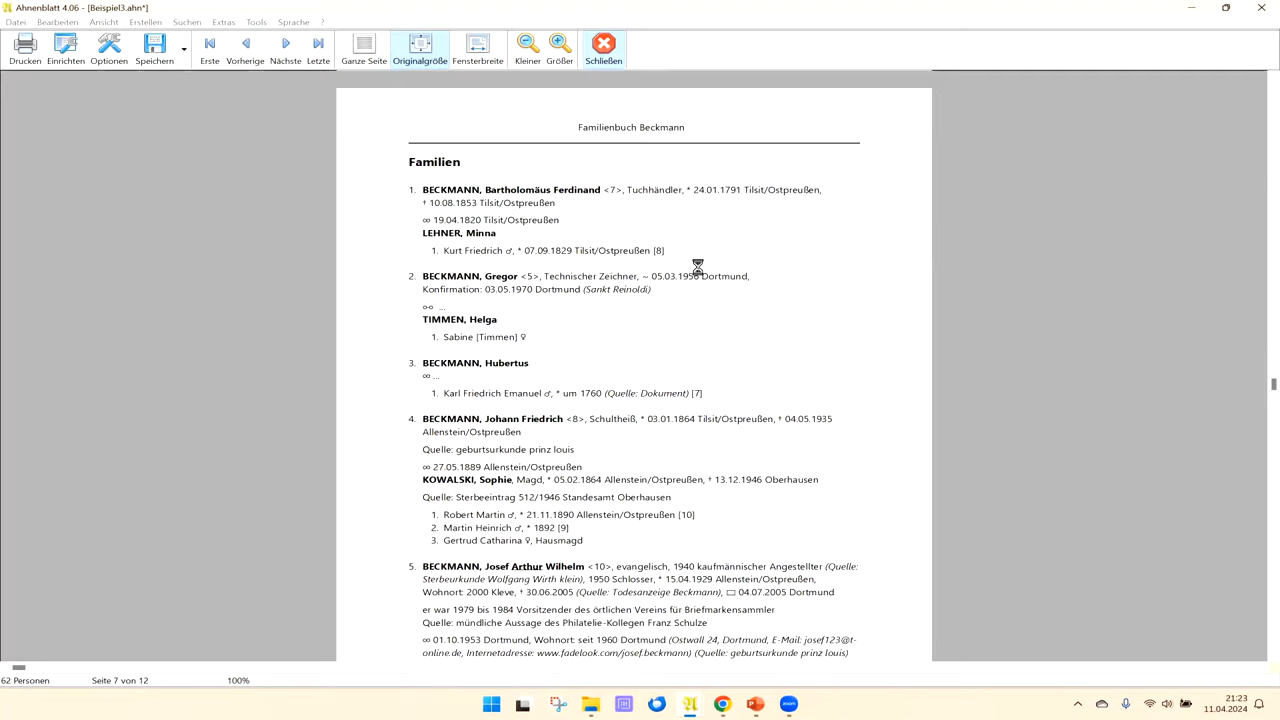 Ahnenblatt 4.06 - [Beispiel3.ahn*]
Datei Bearbeiten Ansicht Erstellen Suchen Extras Tools Sprache ?
Drucken Einrichten Optionen Speichern Erste Vorherige Nächste Letzte Ganze Seite Originalgröße Fensterbreite Kleiner Größer Schließen
Familienbuch Beckmann
Familien
1. BECKMANN, Bartholomäus Ferdinand <7>, Tuchhändler, * 24.01.1791 Tilsit/Ostpreußen,
† 10.08.1853 Tilsit/Ostpreußen
∞ 19.04.1820 Tilsit/Ostpreußen
LEHNER, Minna
1. Kurt Friedrich ♂, * 07.09.1829 Tilsit/Ostpreußen [8]
2. BECKMANN, Gregor <5>, Technischer Zeichner, ~ 05.03.1956 Dortmund,
Konfirmation: 03.05.1970 Dortmund (Sankt Reinoldi)
o-o ...
TIMMEN, Helga
1. Sabine [Timmen] ♀
3. BECKMANN, Hubertus
∞ ...
1. Karl Friedrich Emanuel ♂, * um 1760 (Quelle: Dokument) [7]
4. BECKMANN, Johann Friedrich <8>, Schultheiß, * 03.01.1864 Tilsit/Ostpreußen, † 04.05.1935
Allenstein/Ostpreußen
Quelle: geburtsurkunde prinz louis
∞ 27.05.1889 Allenstein/Ostpreußen
KOWALSKI, Sophie, Magd, * 05.02.1864 Allenstein/Ostpreußen, † 13.12.1946 Oberhausen
Quelle: Sterbeeintrag 512/1946 Standesamt Oberhausen
1. Robert Martin ♂, * 21.11.1890 Allenstein/Ostpreußen [10]
2. Martin Heinrich ♂, * 1892 [9]
3. Gertrud Catharina ♀, Hausmagd
5. BECKMANN, Josef Arthur Wilhelm <10>, evangelisch, 1940 kaufmännischer Angestellter (Quelle:
Sterbeurkunde Wolfgang Wirth klein), 1950 Schlosser, * 15.04.1929 Allenstein/Ostpreußen,
Wohnort: 2000 Kleve, † 30.06.2005 (Quelle: Todesanzeige Beckmann), ▭ 04.07.2005 Dortmund
er war 1979 bis 1984 Vorsitzender des örtlichen Vereins für Briefmarkensammler
Quelle: mündliche Aussage des Philatelie-Kollegen Franz Schulze
∞ 01.10.1953 Dortmund, Wohnort: seit 1960 Dortmund (Ostwall 24, Dortmund, E-Mail: josef123@t-
online.de, Internetadresse: www.fadelook.com/josef.beckmann) (Quelle: geburtsurkunde prinz louis)
62 Personen Seite 7 von 12 100%
zoom
21:23
11.04.2024